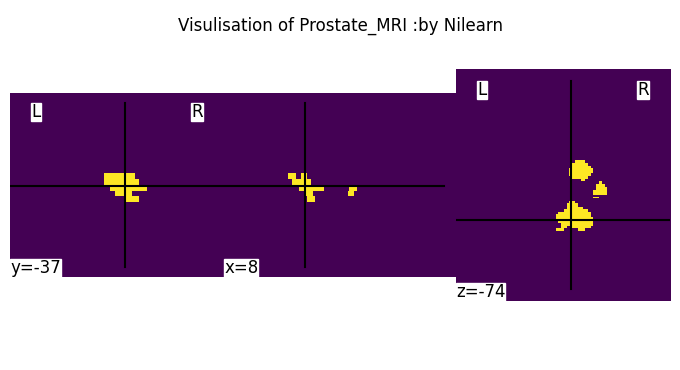 Visulisation of Prostate_MRI :by Nilearn
L
R
L
R
y=-37
x=8
z=-74